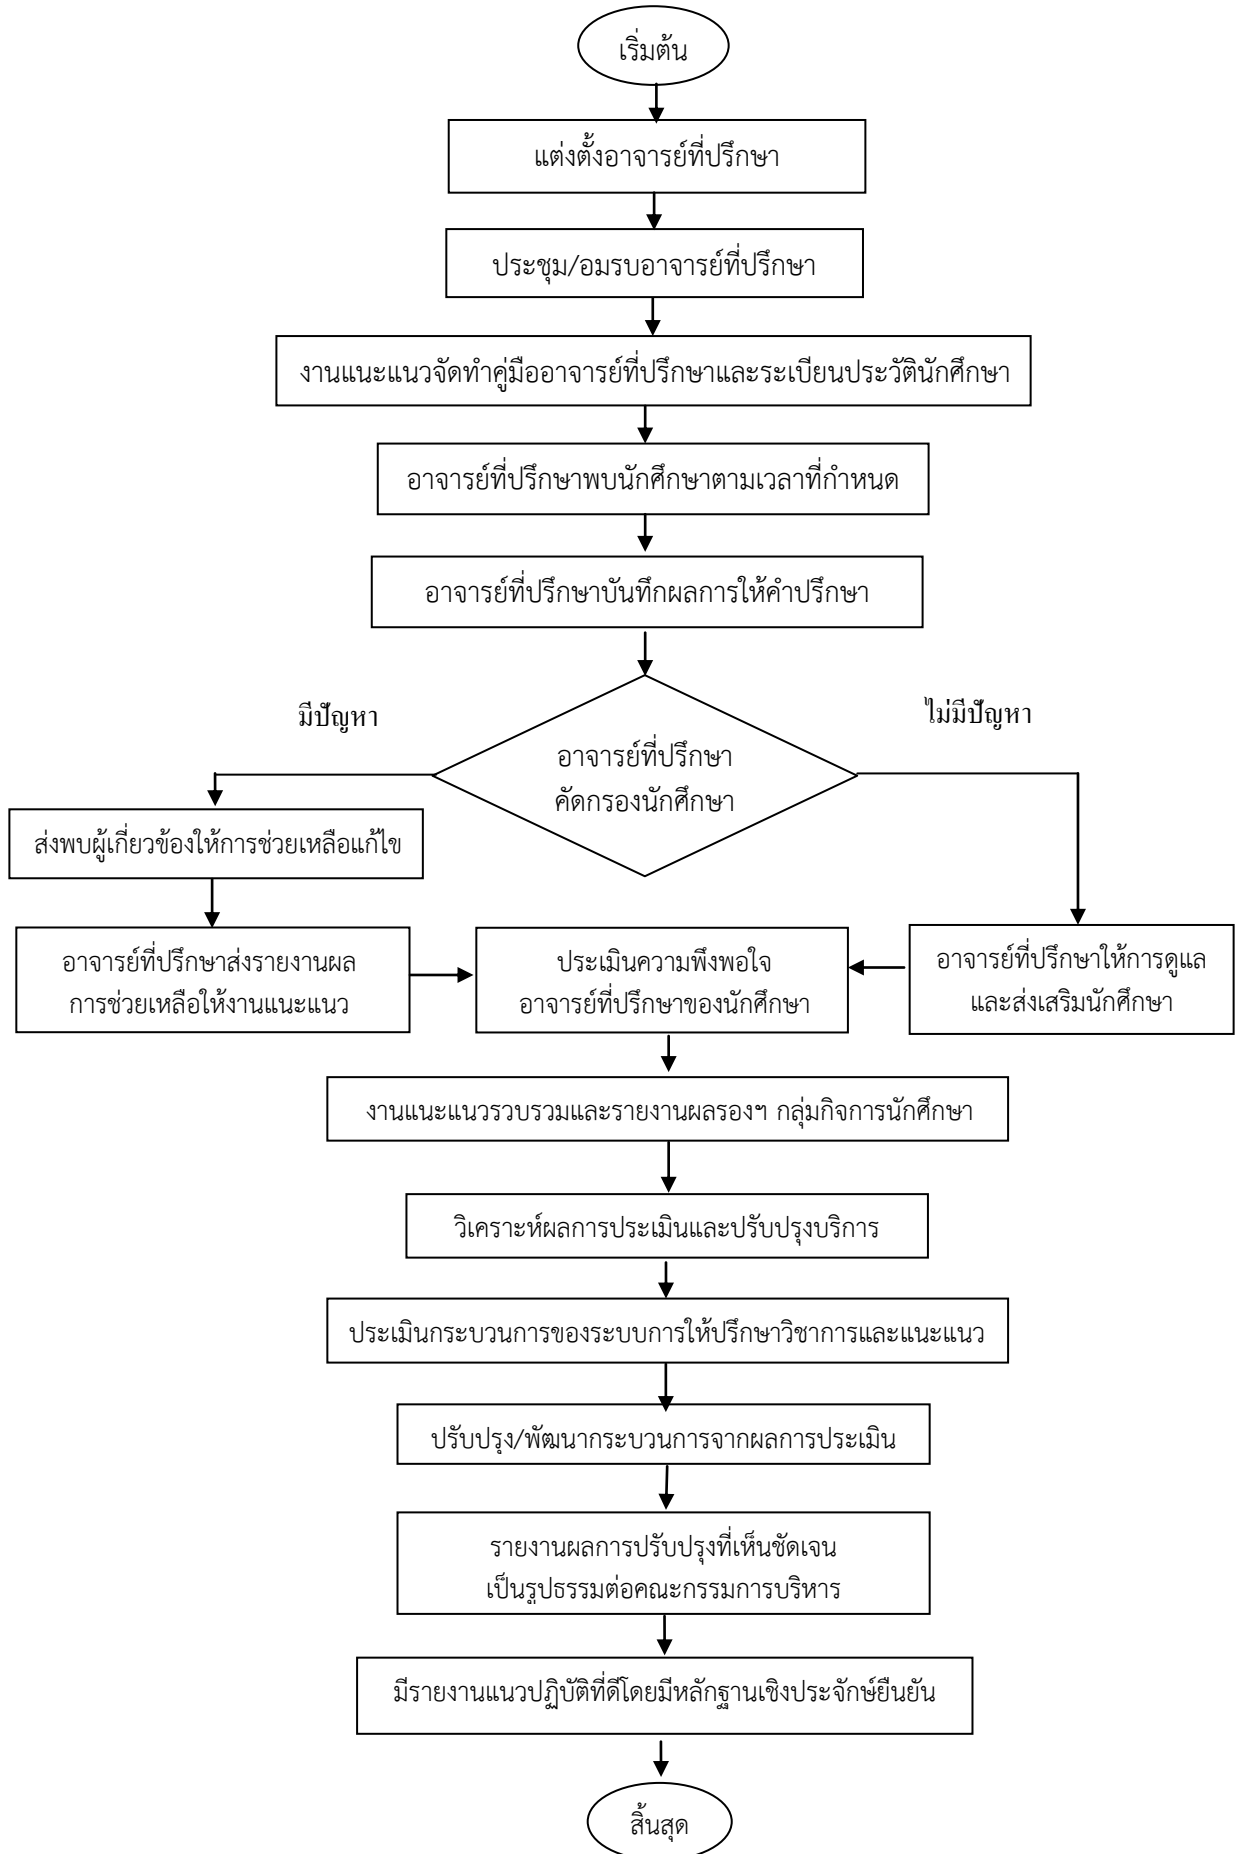 เริ่มต้น
แต่งตั้งอาจารย์ที่ปรึกษา
ประชุม/อมรบอาจารย์ที่ปรึกษา
งานแนะแนวจัดทำคู่มืออาจารย์ที่ปรึกษาและระเบียนประวัตินักศึกษา
อาจารย์ที่ปรึกษาพบนักศึกษาตามเวลาที่กำหนด
อาจารย์ที่ปรึกษาบันทึกผลการให้คำปรึกษา
มีปัญหา
ไม่มีปัญหา
อาจารย์ที่ปรึกษา
คัดกรองนักศึกษา
ส่งพบผู้เกี่ยวข้องให้การช่วยเหลือแก้ไข
อาจารย์ที่ปรึกษาส่งรายงานผล
การช่วยเหลือให้งานแนะแนว
ประเมินความพึงพอใจ
อาจารย์ที่ปรึกษาของนักศึกษา
อาจารย์ที่ปรึกษาให้การดูแล
และส่งเสริมนักศึกษา
งานแนะแนวรวบรวมและรายงานผลรองฯ กลุ่มกิจการนักศึกษา
วิเคราะห์ผลการประเมินและปรับปรุงบริการ
ประเมินกระบวนการของระบบการให้ปรึกษาวิชาการและแนะแนว
ปรับปรุง/พัฒนากระบวนการจากผลการประเมิน
รายงานผลการปรับปรุงที่เห็นชัดเจน
เป็นรูปธรรมต่อคณะกรรมการบริหาร
มีรายงานแนวปฏิบัติที่ดีโดยมีหลักฐานเชิงประจักษ์ยืนยัน
สิ้นสุด